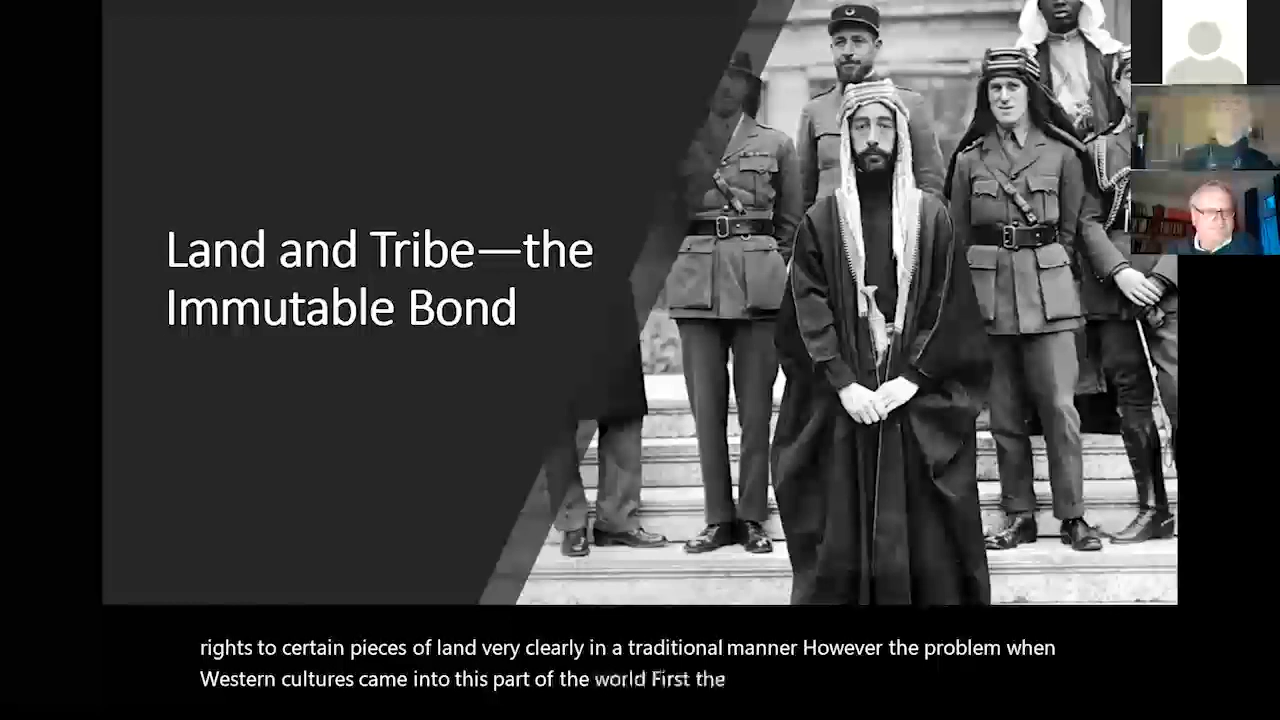 Land and Tribe—the
Immutable Bond
rights to certain pieces of land very clearly in a traditional manner However the problem when
Western cultures came into this part of the world First the